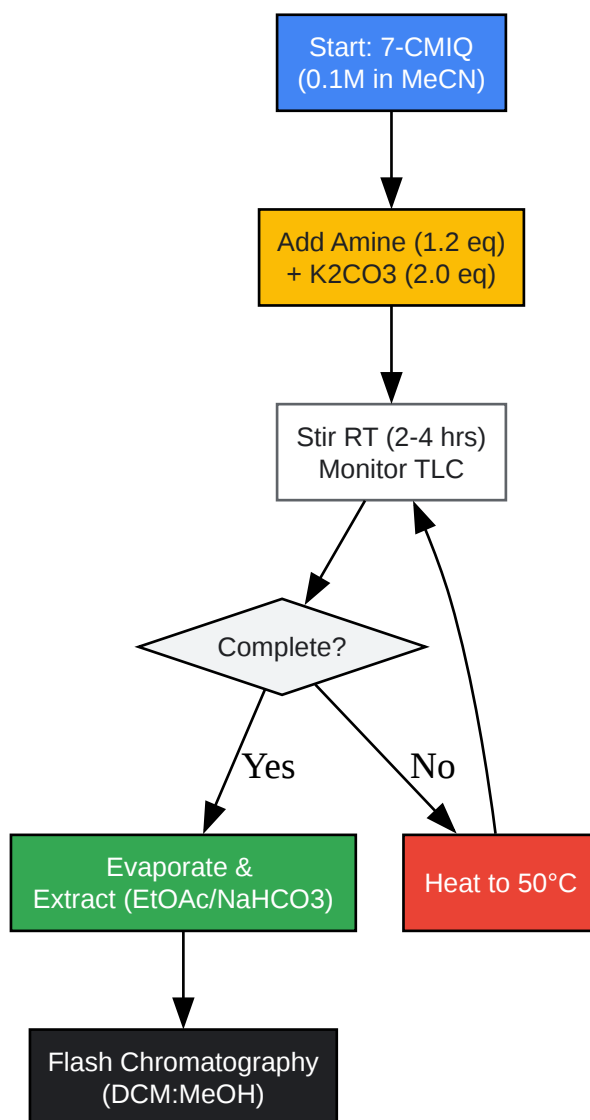 Start: 7-CMIQ
(0.1M in MeCN)
Add Amine (1.2 eq)
+ K2CO3 (2.0 eq)
Stir RT (2-4 hrs)
Monitor TLC
Complete?
Yes
No
Evaporate &
Extract (EtOAc/NaHCO3)
Heat to 50°C
Flash Chromatography
(DCM:MeOH)